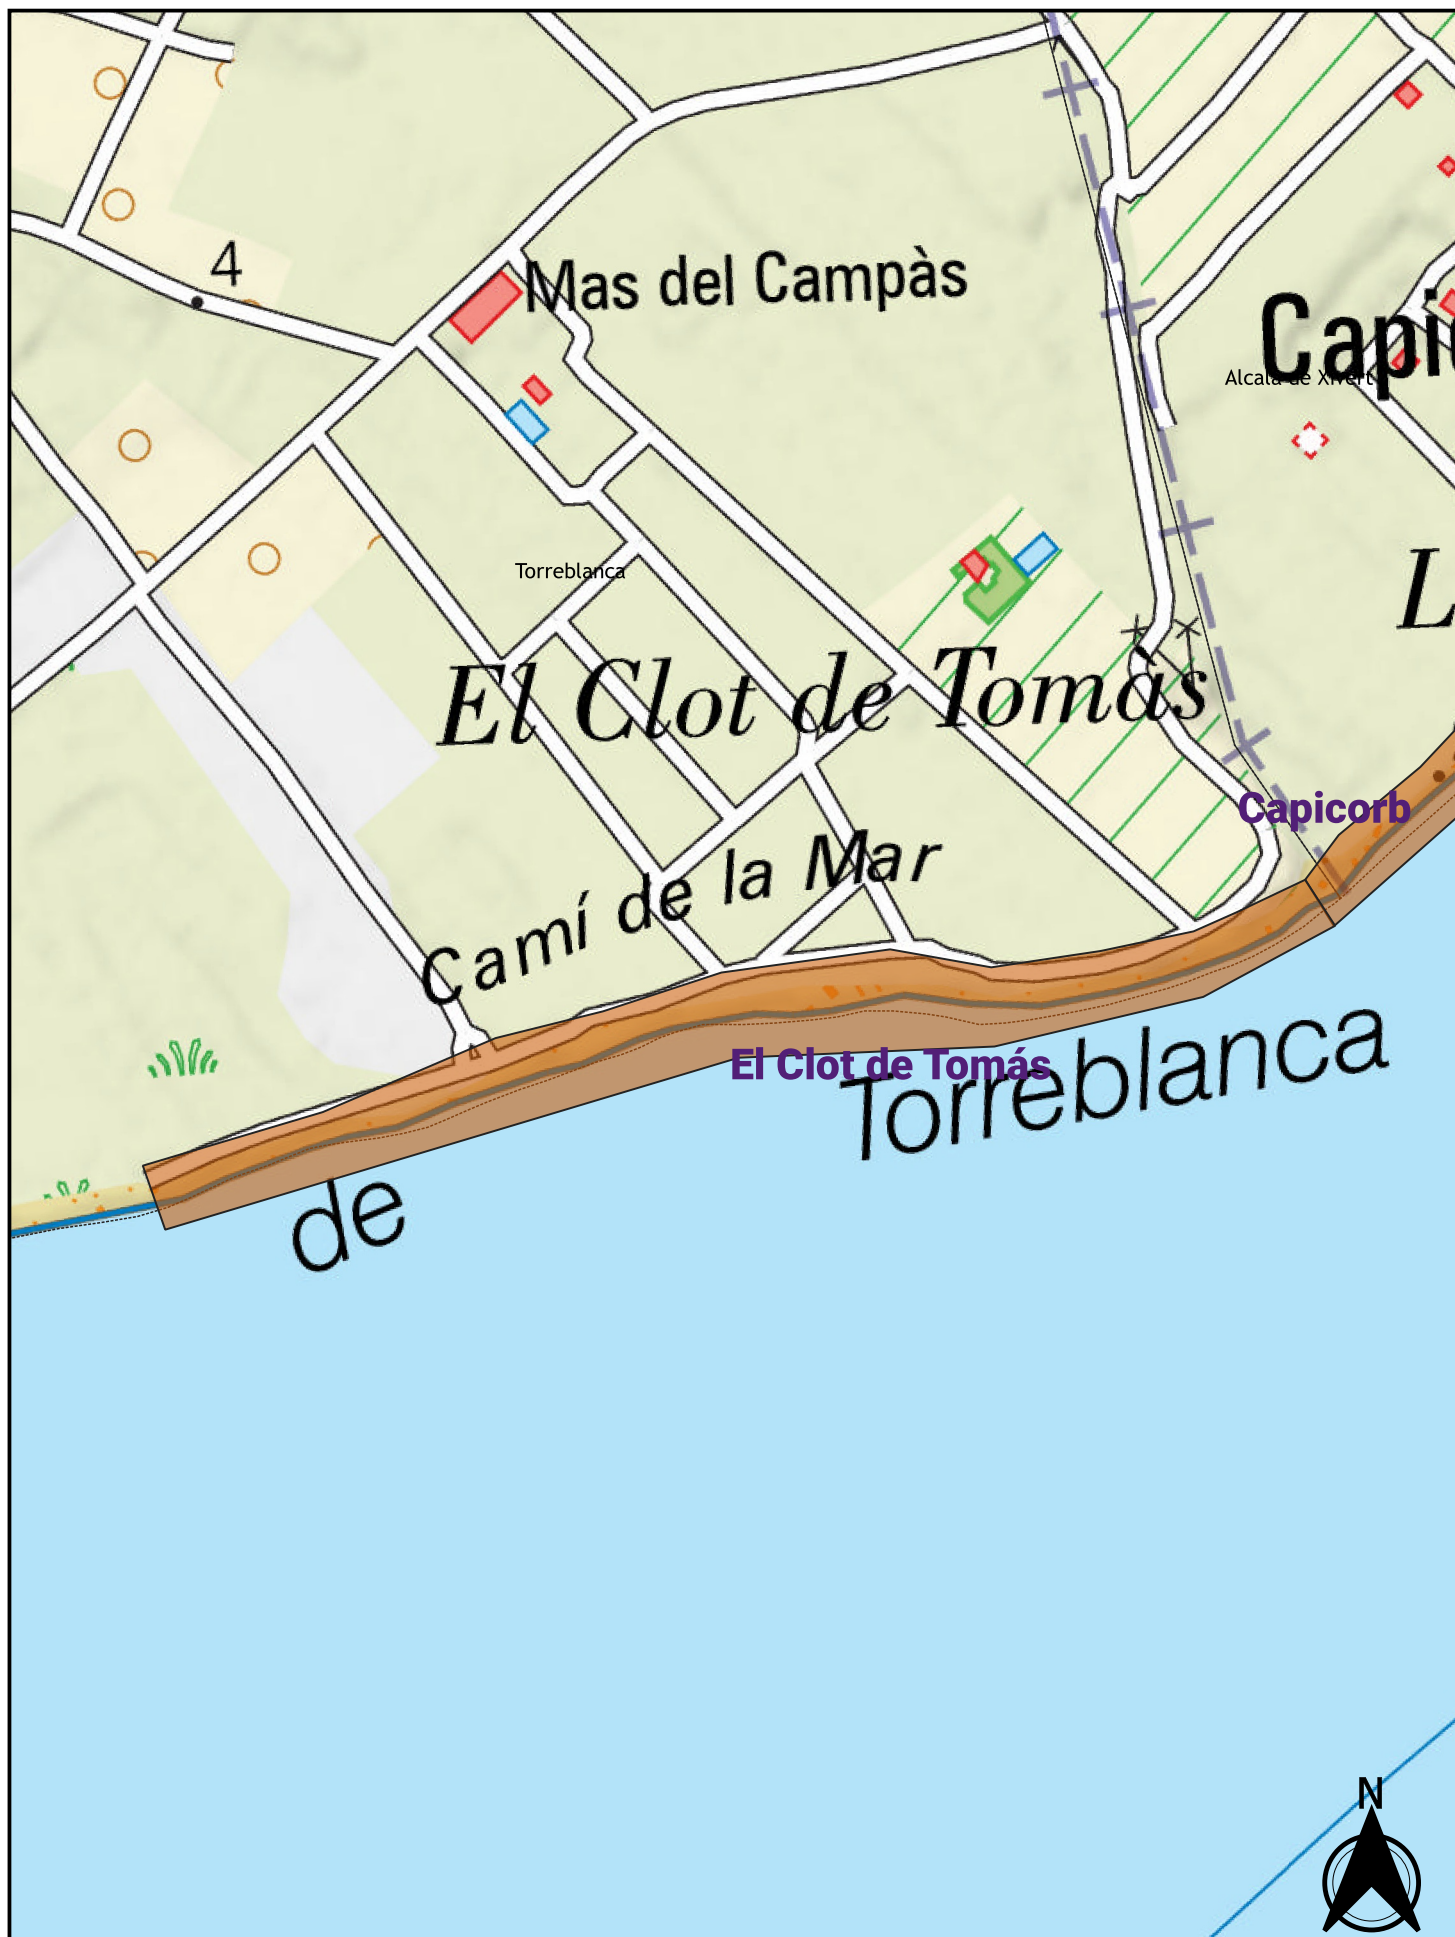 4
Mas del Campàs
Capi
Alcalà de Xivert
L
Torreblanca
El Clot de Tomàs
Capicorb
Camí de la Mar
El Clot de Tomás
de Torreblanca
N